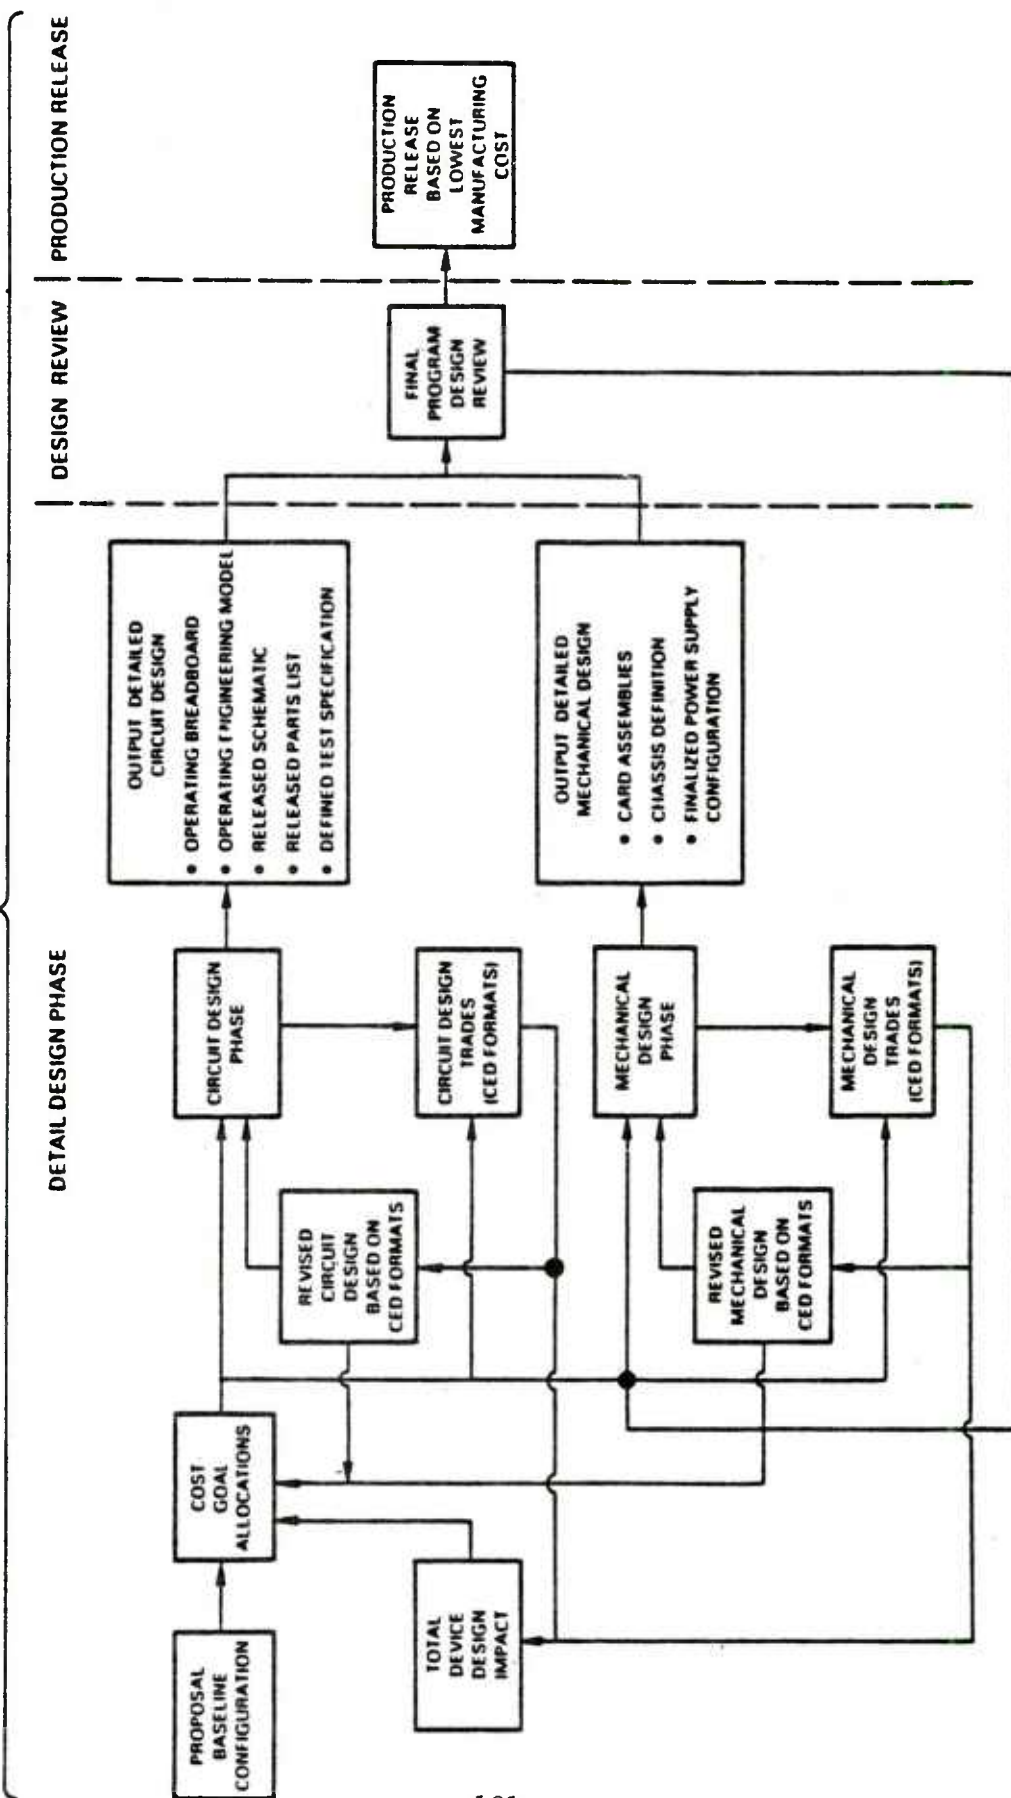 DETAIL DESIGN PHASE
DESIGN REVIEW
PRODUCTION RELEASE
PROPOSAL
BASELINE
CONFIGURATION
COST
GOAL
ALLOCATIONS
TOTAL
DEVICE
DESIGN
IMPACT
REVISED
CIRCUIT
DESIGN
BASED ON
CED FORMATS
CIRCUIT DESIGN
PHASE
CIRCUIT DESIGN
TRADES
(CED FORMATS)
REVISED
MECHANICAL
DESIGN
BASED ON
CED FORMATS
MECHANICAL
DESIGN
PHASE
MECHANICAL
DESIGN
TRADES
(CED FORMATS)
OUTPUT DETAILED
CIRCUIT DESIGN
• OPERATING BREADBOARD
• OPERATING ENGINEERING MODEL
• RELEASED SCHEMATIC
• RELEASED PARTS LIST
• DEFINED TEST SPECIFICATION
OUTPUT DETAILED
MECHANICAL DESIGN
• CARD ASSEMBLIES
• CHASSIS DEFINITION
• FINALIZED POWER SUPPLY
CONFIGURATION
FINAL
PROGRAM
DESIGN
REVIEW
PRODUCTION
RELEASE
BASED ON
LOWEST
MANUFACTURING
COST